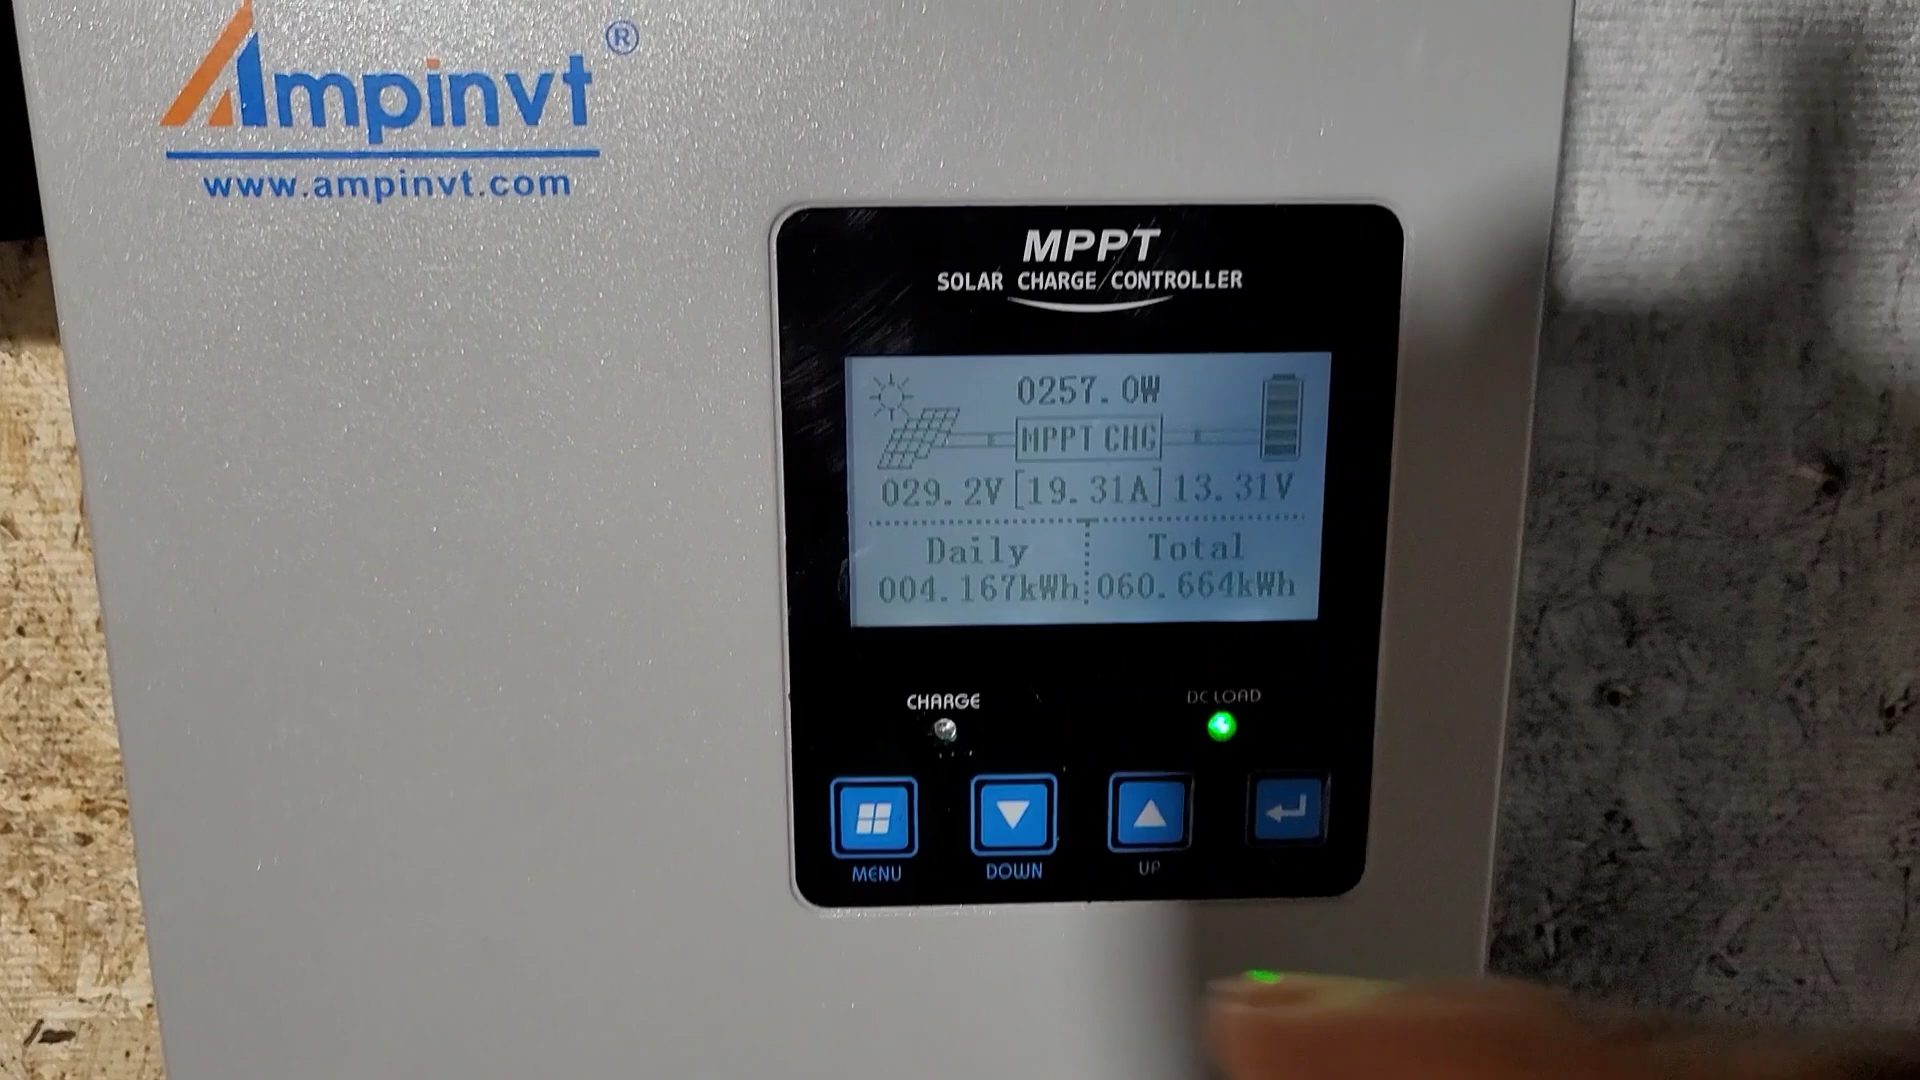 Ampinvt®
www.ampinvt.com
MPPT
SOLAR CHARGE CONTROLLER
0257.0W
MPPT CHG
029.2V [19.31A] 13.31V
Daily Total
004.167kWh 060.664kWh
CHARGE DC LOAD
MENU DOWN UP